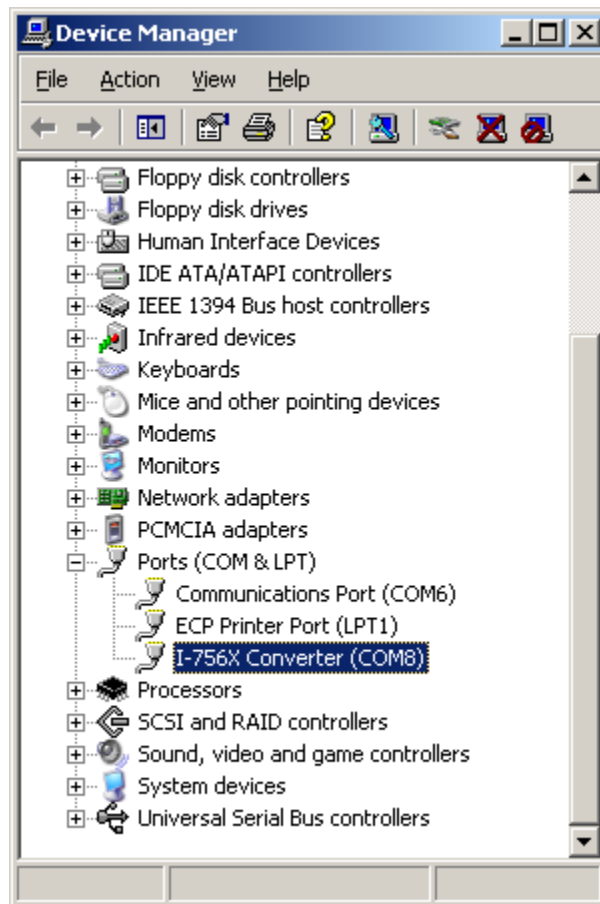 Device Manager
File Action View Help
Floppy disk controllers
Floppy disk drives
Human Interface Devices
IDE ATA/ATAPI controllers
IEEE 1394 Bus host controllers
Infrared devices
Keyboards
Mice and other pointing devices
Modems
Monitors
Network adapters
PCMCIA adapters
Ports (COM & LPT)
Communications Port (COM6)
ECP Printer Port (LPT1)
I-756X Converter (COM8)
Processors
SCSI and RAID controllers
Sound, video and game controllers
System devices
Universal Serial Bus controllers